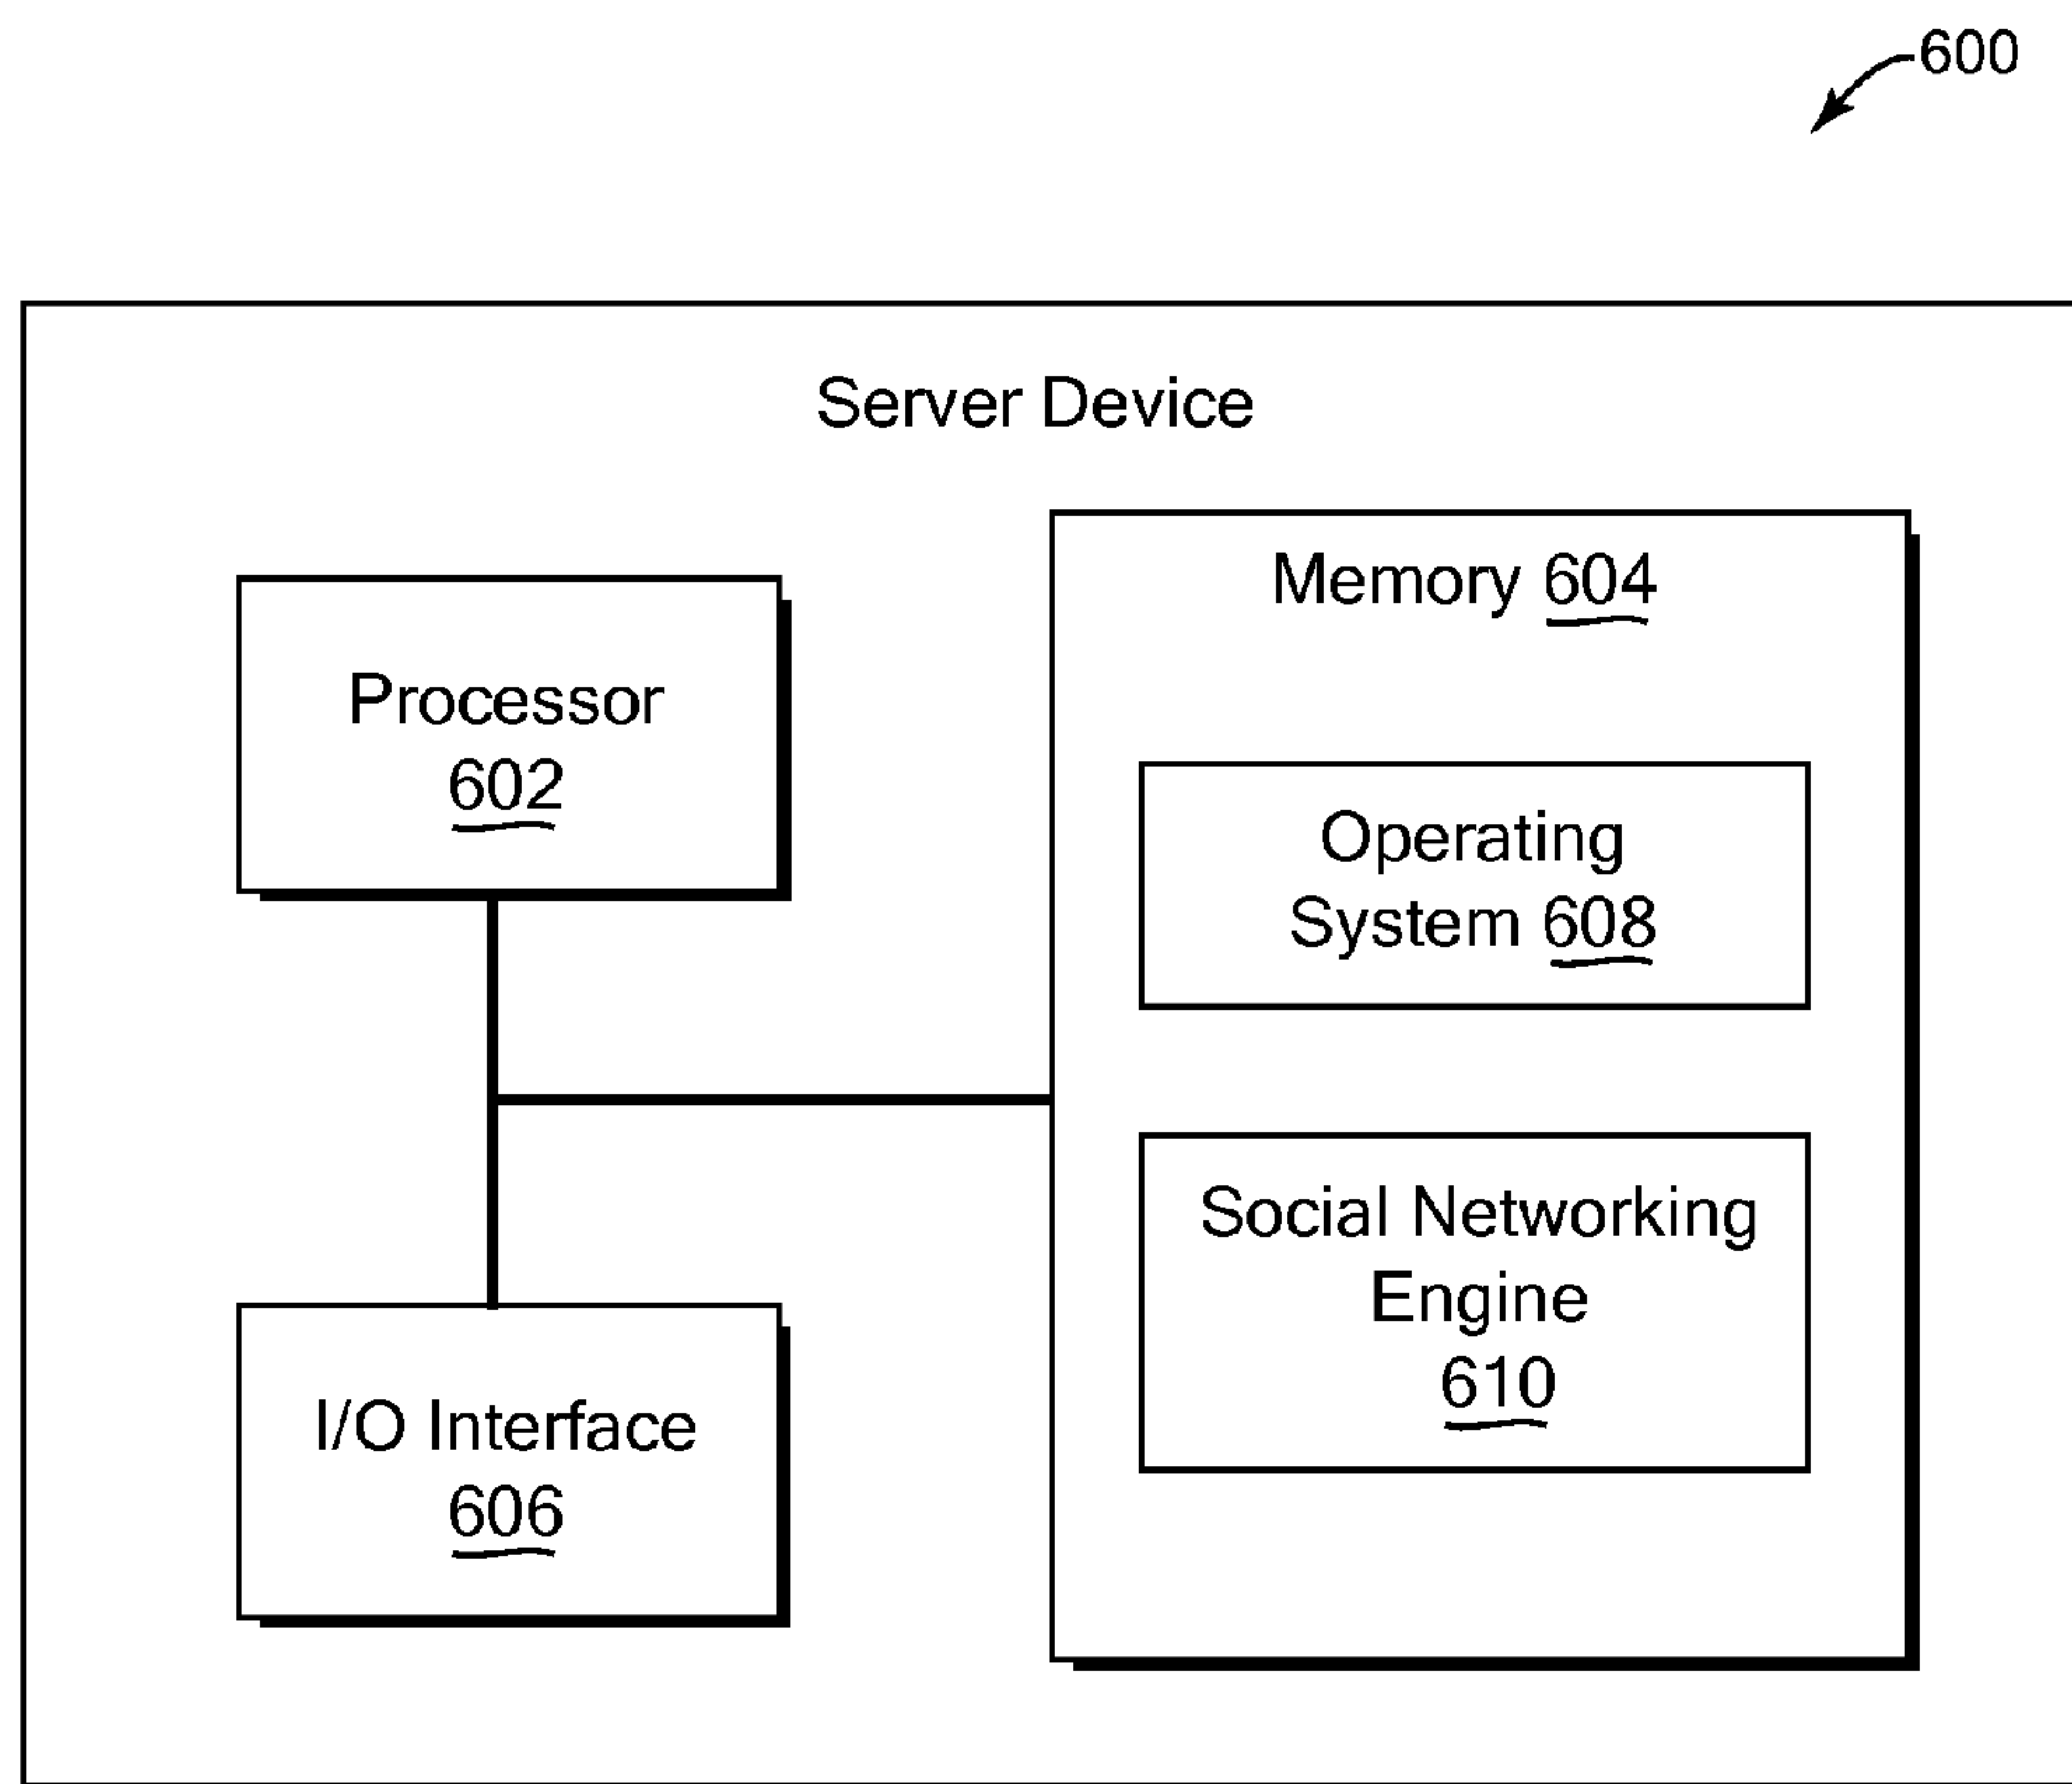 600
Server Device
Memory 604
Processor
602
Operating
System 608
Social Networking
Engine
610
I/O Interface
606